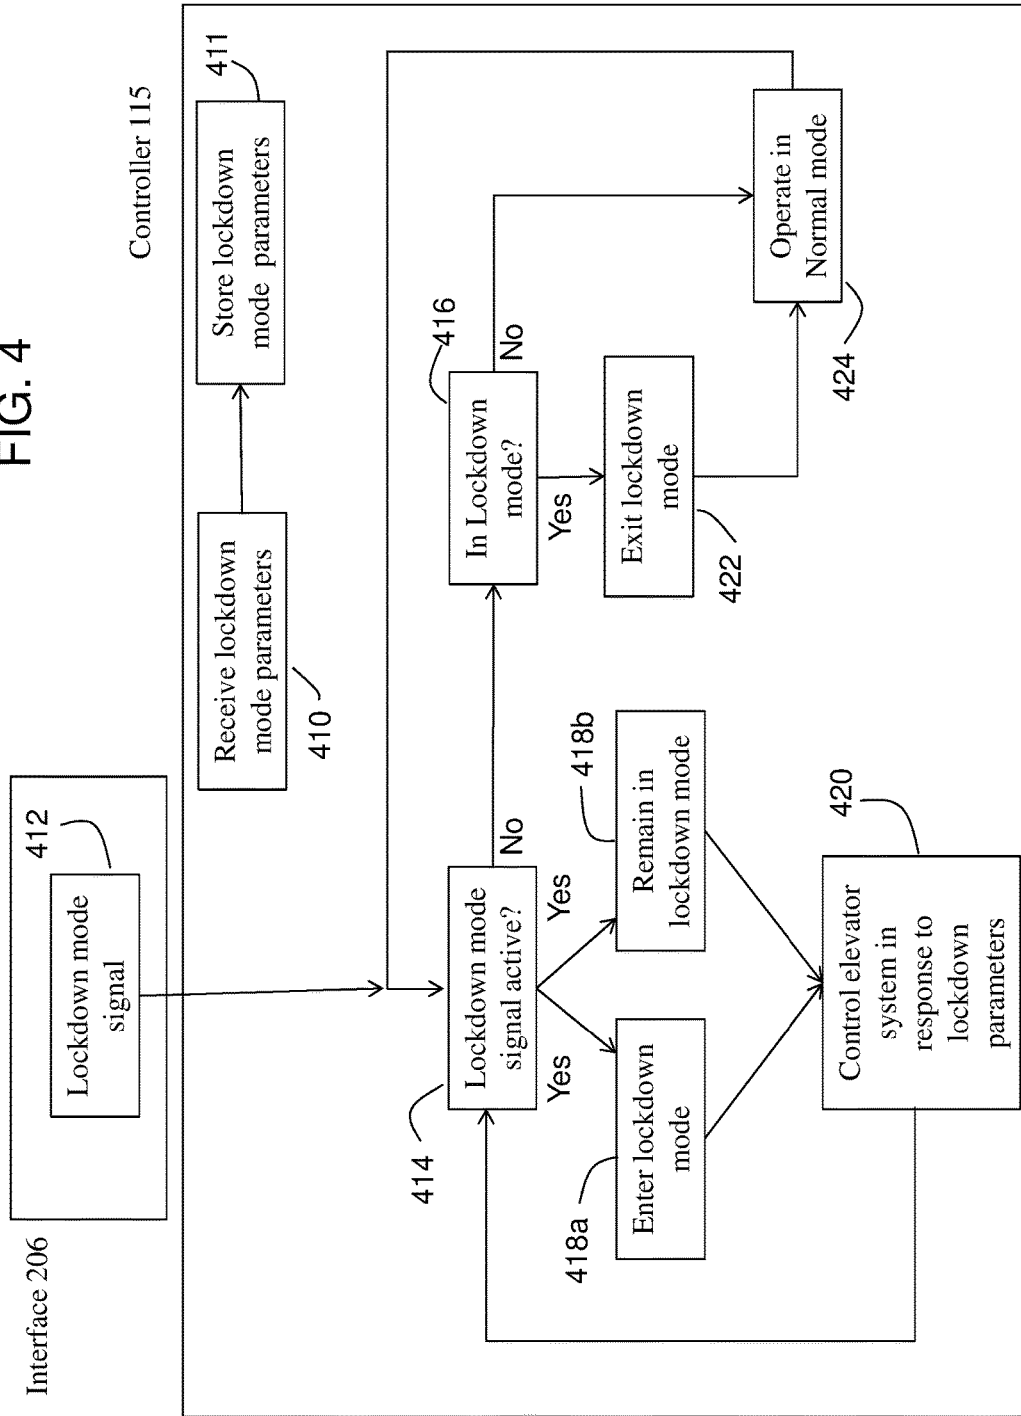 FIG. 4
Interface 206
Lockdown mode
signal
412
Controller 115
Receive lockdown
mode parameters
410
Store lockdown
mode parameters
411
414
Lockdown mode
signal active?
No
Yes
Yes
In Lockdown
mode?
416
No
Yes
418a
Enter lockdown
mode
Remain in
lockdown mode
418b
Exit lockdown
mode
422
Control elevator
system in
response to
lockdown
parameters
420
Operate in
Normal mode
424